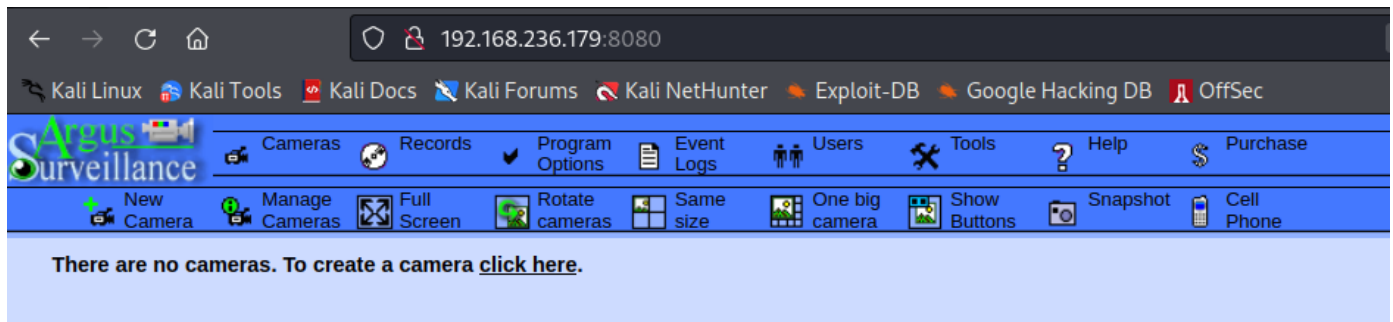 192.168.236.179:8080
Kali Linux Kali Tools Kali Docs Kali Forums Kali NetHunter Exploit-DB Google Hacking DB OffSec
Argus
Surveillance
Cameras Records Program Options Event Logs Users Tools Help Purchase
New Camera Manage Cameras Full Screen Rotate cameras Same size One big camera Show Buttons Snapshot Cell Phone
There are no cameras. To create a camera click here.